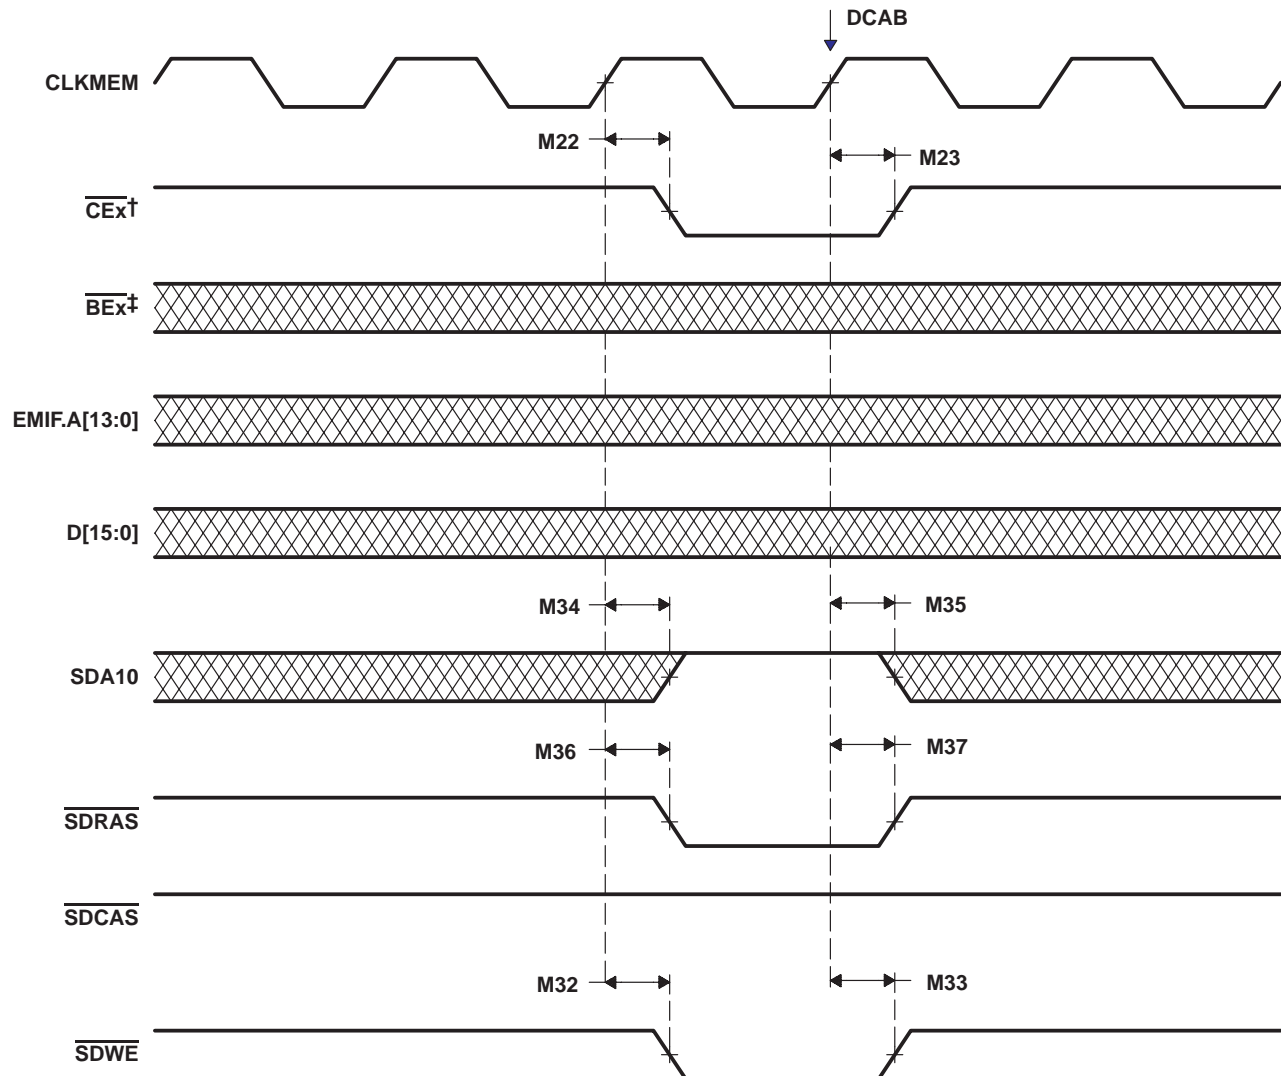 DCAB
CLKMEM
M22
M23
CEx†
BEx‡
EMIF.A[13:0]
D[15:0]
M34
M35
SDA10
M36
M37
SDRAS
SDCAS
M32
M33
SDWE